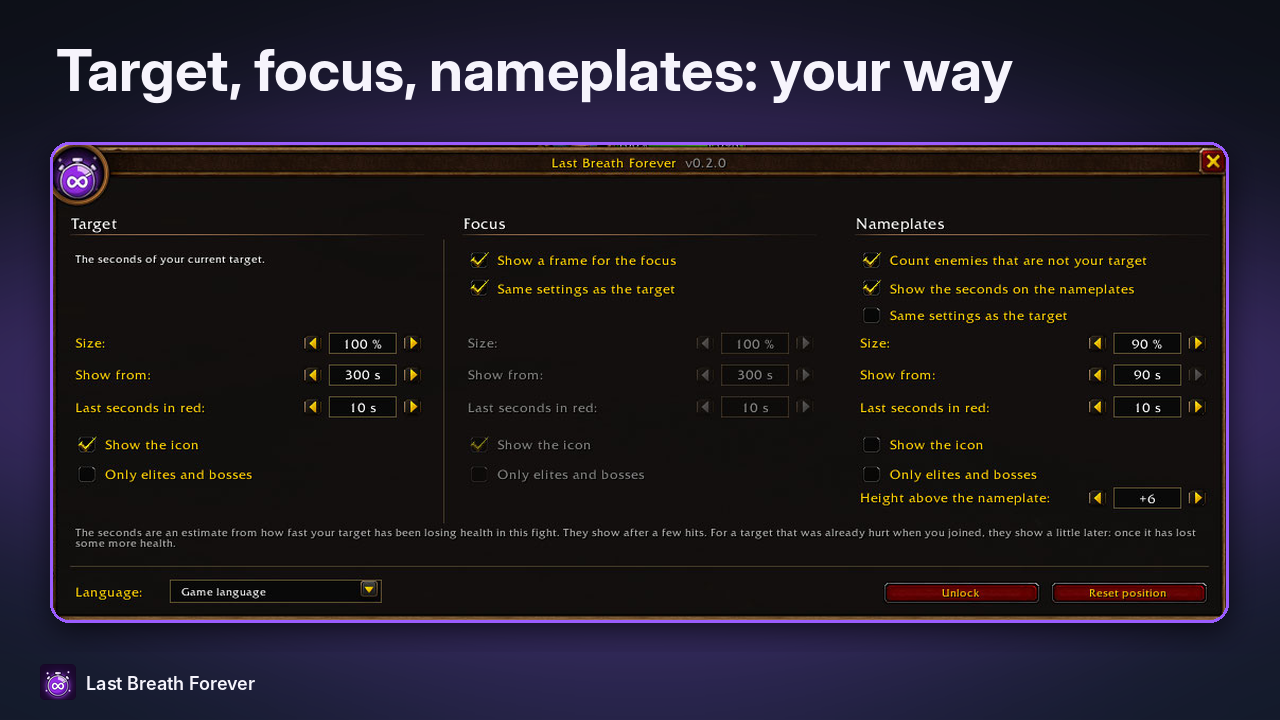 Target, focus, nameplates: your way
Last Breath Forever v0.2.0
Target
The seconds of your current target.
Size:
100 %
Show from:
300 s
Last seconds in red:
10 s
Show the icon
Only elites and bosses
Focus
Show a frame for the focus
Same settings as the target
Size:
100 %
Show from:
300 s
Last seconds in red:
10 s
Show the icon
Only elites and bosses
Nameplates
Count enemies that are not your target
Show the seconds on the nameplates
Same settings as the target
Size:
90 %
Show from:
90 s
Last seconds in red:
10 s
Show the icon
Only elites and bosses
Height above the nameplate:
+6
The seconds are an estimate from how fast your target has been losing health in this fight. They show after a few hits. For a target that was already hurt when you joined, they show a little later: once it has lost
some more health.
Language:
Game language
Unlock
Reset position
Last Breath Forever